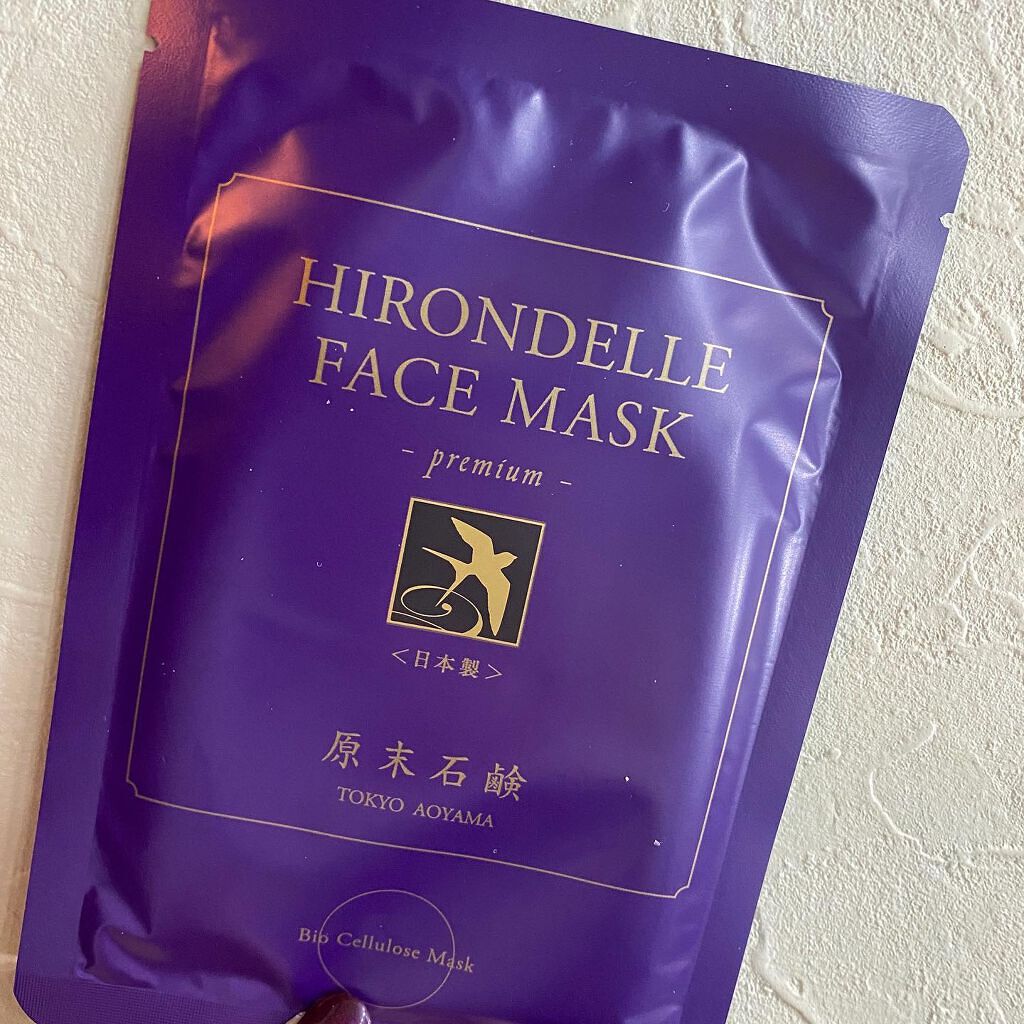 HIRONDELLE
FACE MASK
- premium -
<日本製>
原末石鹸
TOKYO AOYAMA
Bio Cellulose Mask